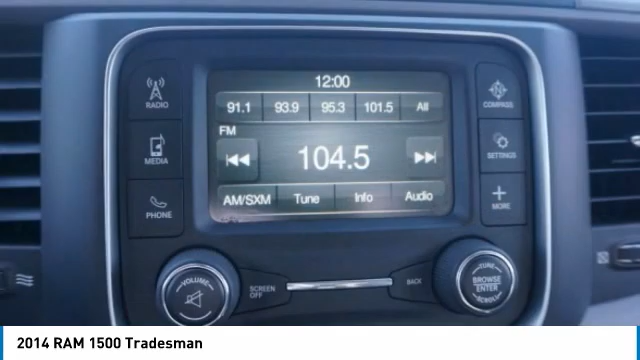 12:00
RADIO
91.1 93.9 95.3 101.5 All
COMPASS
FM
MEDIA
104.5
SETTINGS
PHONE
AM/SXM Tune Info Audio
MORE
VOLUME
SCREEN OFF
BACK
TUNE
BROWSE
ENTER
SCROLL
2014 RAM 1500 Tradesman